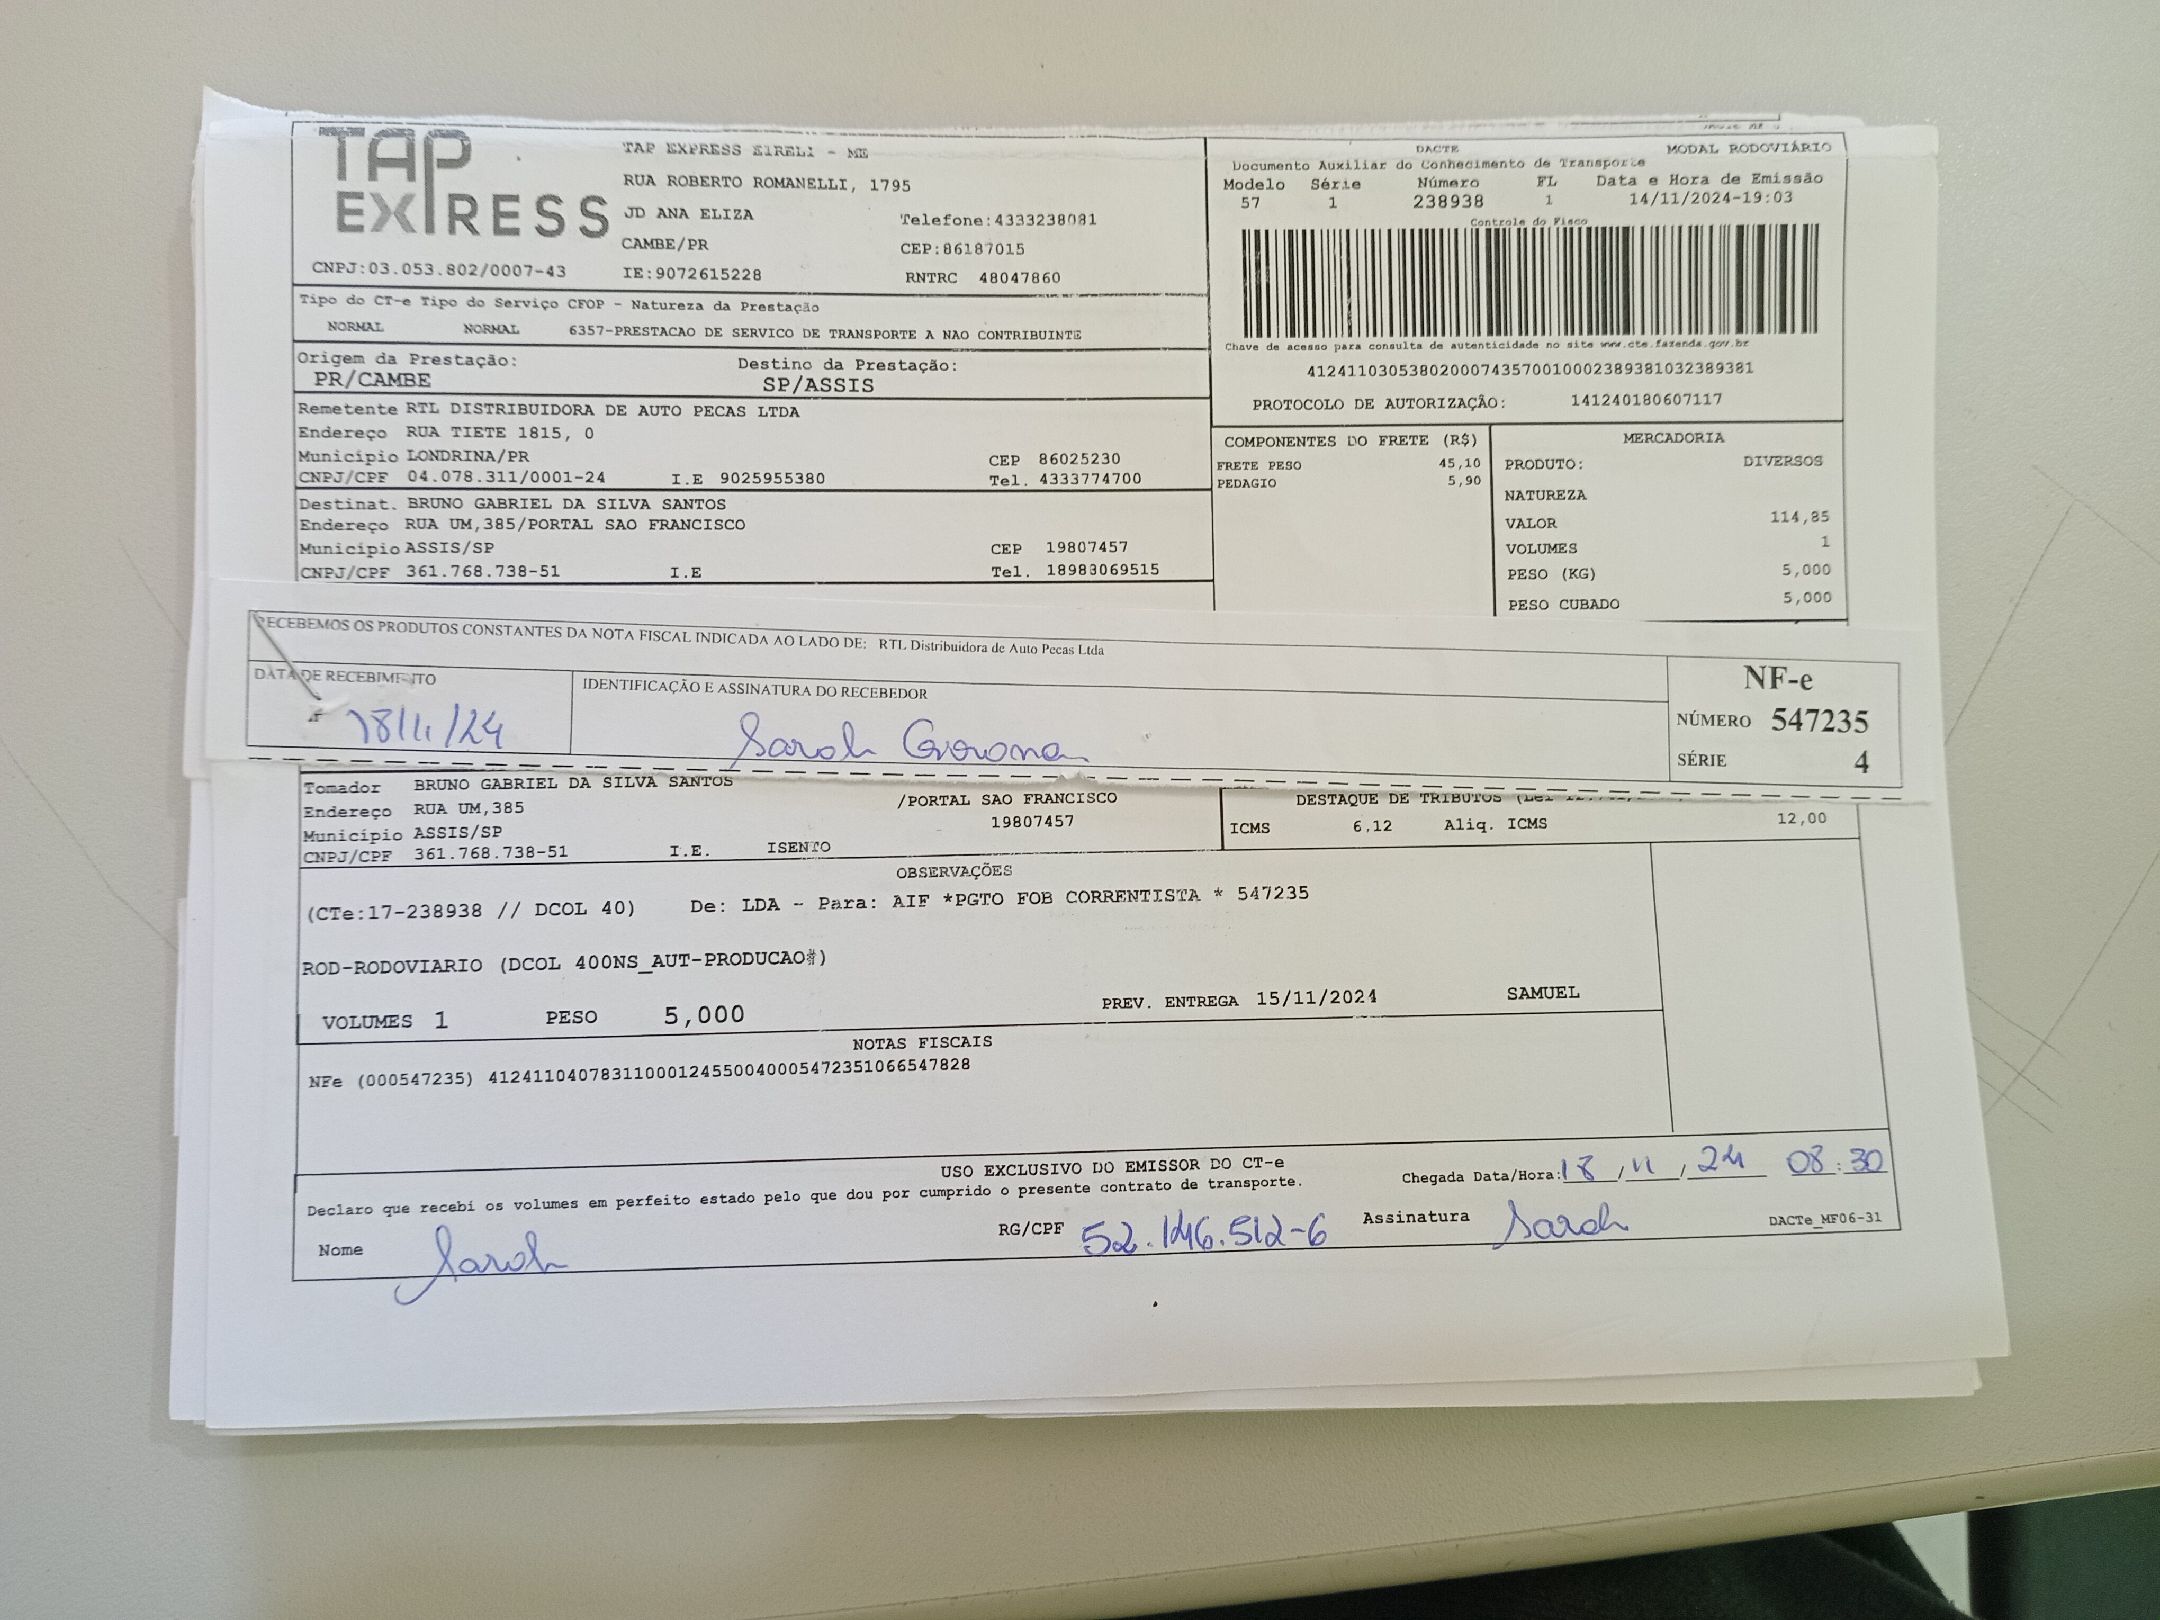 TAP EXPRESS
TAP EXPRESS EIRELI - ME
RUA ROBERTO ROMANELLI, 1795
JD ANA ELIZA Telefone:4333238081
CAMBE/PR CEP:86187015
CNPJ:03.053.802/0007-43 IE:9072615228 RNTRC 48047860
DACTE MODAL RODOVIÁRIO
Documento Auxiliar do Conhecimento de Transporte
Modelo Série Número FL Data e Hora de Emissão
57 1 238938 1 14/11/2024-19:03
Controle do Fisco
Chave de acesso para consulta de autenticidade no site www.cte.fazenda.gov.br
41241103053802000743570010002389381032389381
PROTOCOLO DE AUTORIZAÇÃO: 141240180607117
Tipo do CT-e Tipo do Serviço CFOP - Natureza da Prestação
NORMAL NORMAL 6357-PRESTACAO DE SERVICO DE TRANSPORTE A NAO CONTRIBUINTE
Origem da Prestação: Destino da Prestação:
PR/CAMBE SP/ASSIS
Remetente RTL DISTRIBUIDORA DE AUTO PECAS LTDA
Endereço RUA TIETE 1815, 0
Município LONDRINA/PR CEP 86025230
CNPJ/CPF 04.078.311/0001-24 I.E 9025955380 Tel. 4333774700
Destinat. BRUNO GABRIEL DA SILVA SANTOS
Endereço RUA UM,385/PORTAL SAO FRANCISCO
Município ASSIS/SP CEP 19807457
CNPJ/CPF 361.768.738-51 I.E Tel. 18983069515
COMPONENTES DO FRETE (R$)
FRETE PESO 45,10
PEDAGIO 5,90
MERCADORIA
PRODUTO: DIVERSOS
NATUREZA
VALOR 114,85
VOLUMES 1
PESO (KG) 5,000
PESO CUBADO 5,000
RECEBEMOS OS PRODUTOS CONSTANTES DA NOTA FISCAL INDICADA AO LADO DE: RTL Distribuidora de Auto Pecas Ltda
DATA DE RECEBIMENTO IDENTIFICAÇÃO E ASSINATURA DO RECEBEDOR
18/11/24 Sarah
NF-e
NÚMERO 547235
SÉRIE 4
Tomador BRUNO GABRIEL DA SILVA SANTOS
Endereço RUA UM,385 /PORTAL SAO FRANCISCO
Município ASSIS/SP 19807457
CNPJ/CPF 361.768.738-51 I.E. ISENTO
DESTAQUE DE TRIBUTOS (Lei
ICMS 6,12 Aliq. ICMS 12,00
OBSERVAÇÕES
(CTe:17-238938 // DCOL 40) De: LDA - Para: AIF *PGTO FOB CORRENTISTA * 547235
ROD-RODOVIARIO (DCOL 400NS_AUT-PRODUCAO#)
VOLUMES 1 PESO 5,000 PREV. ENTREGA 15/11/2024 SAMUEL
NOTAS FISCAIS
NFe (000547235) 41241104078311000124550040005472351066547828
USO EXCLUSIVO DO EMISSOR DO CT-e
Declaro que recebi os volumes em perfeito estado pelo que dou por cumprido o presente contrato de transporte.
Chegada Data/Hora: 18/11/24 08:30
Nome Sarah RG/CPF 52.146.512-6 Assinatura Sarah
DACTe_MF06-31